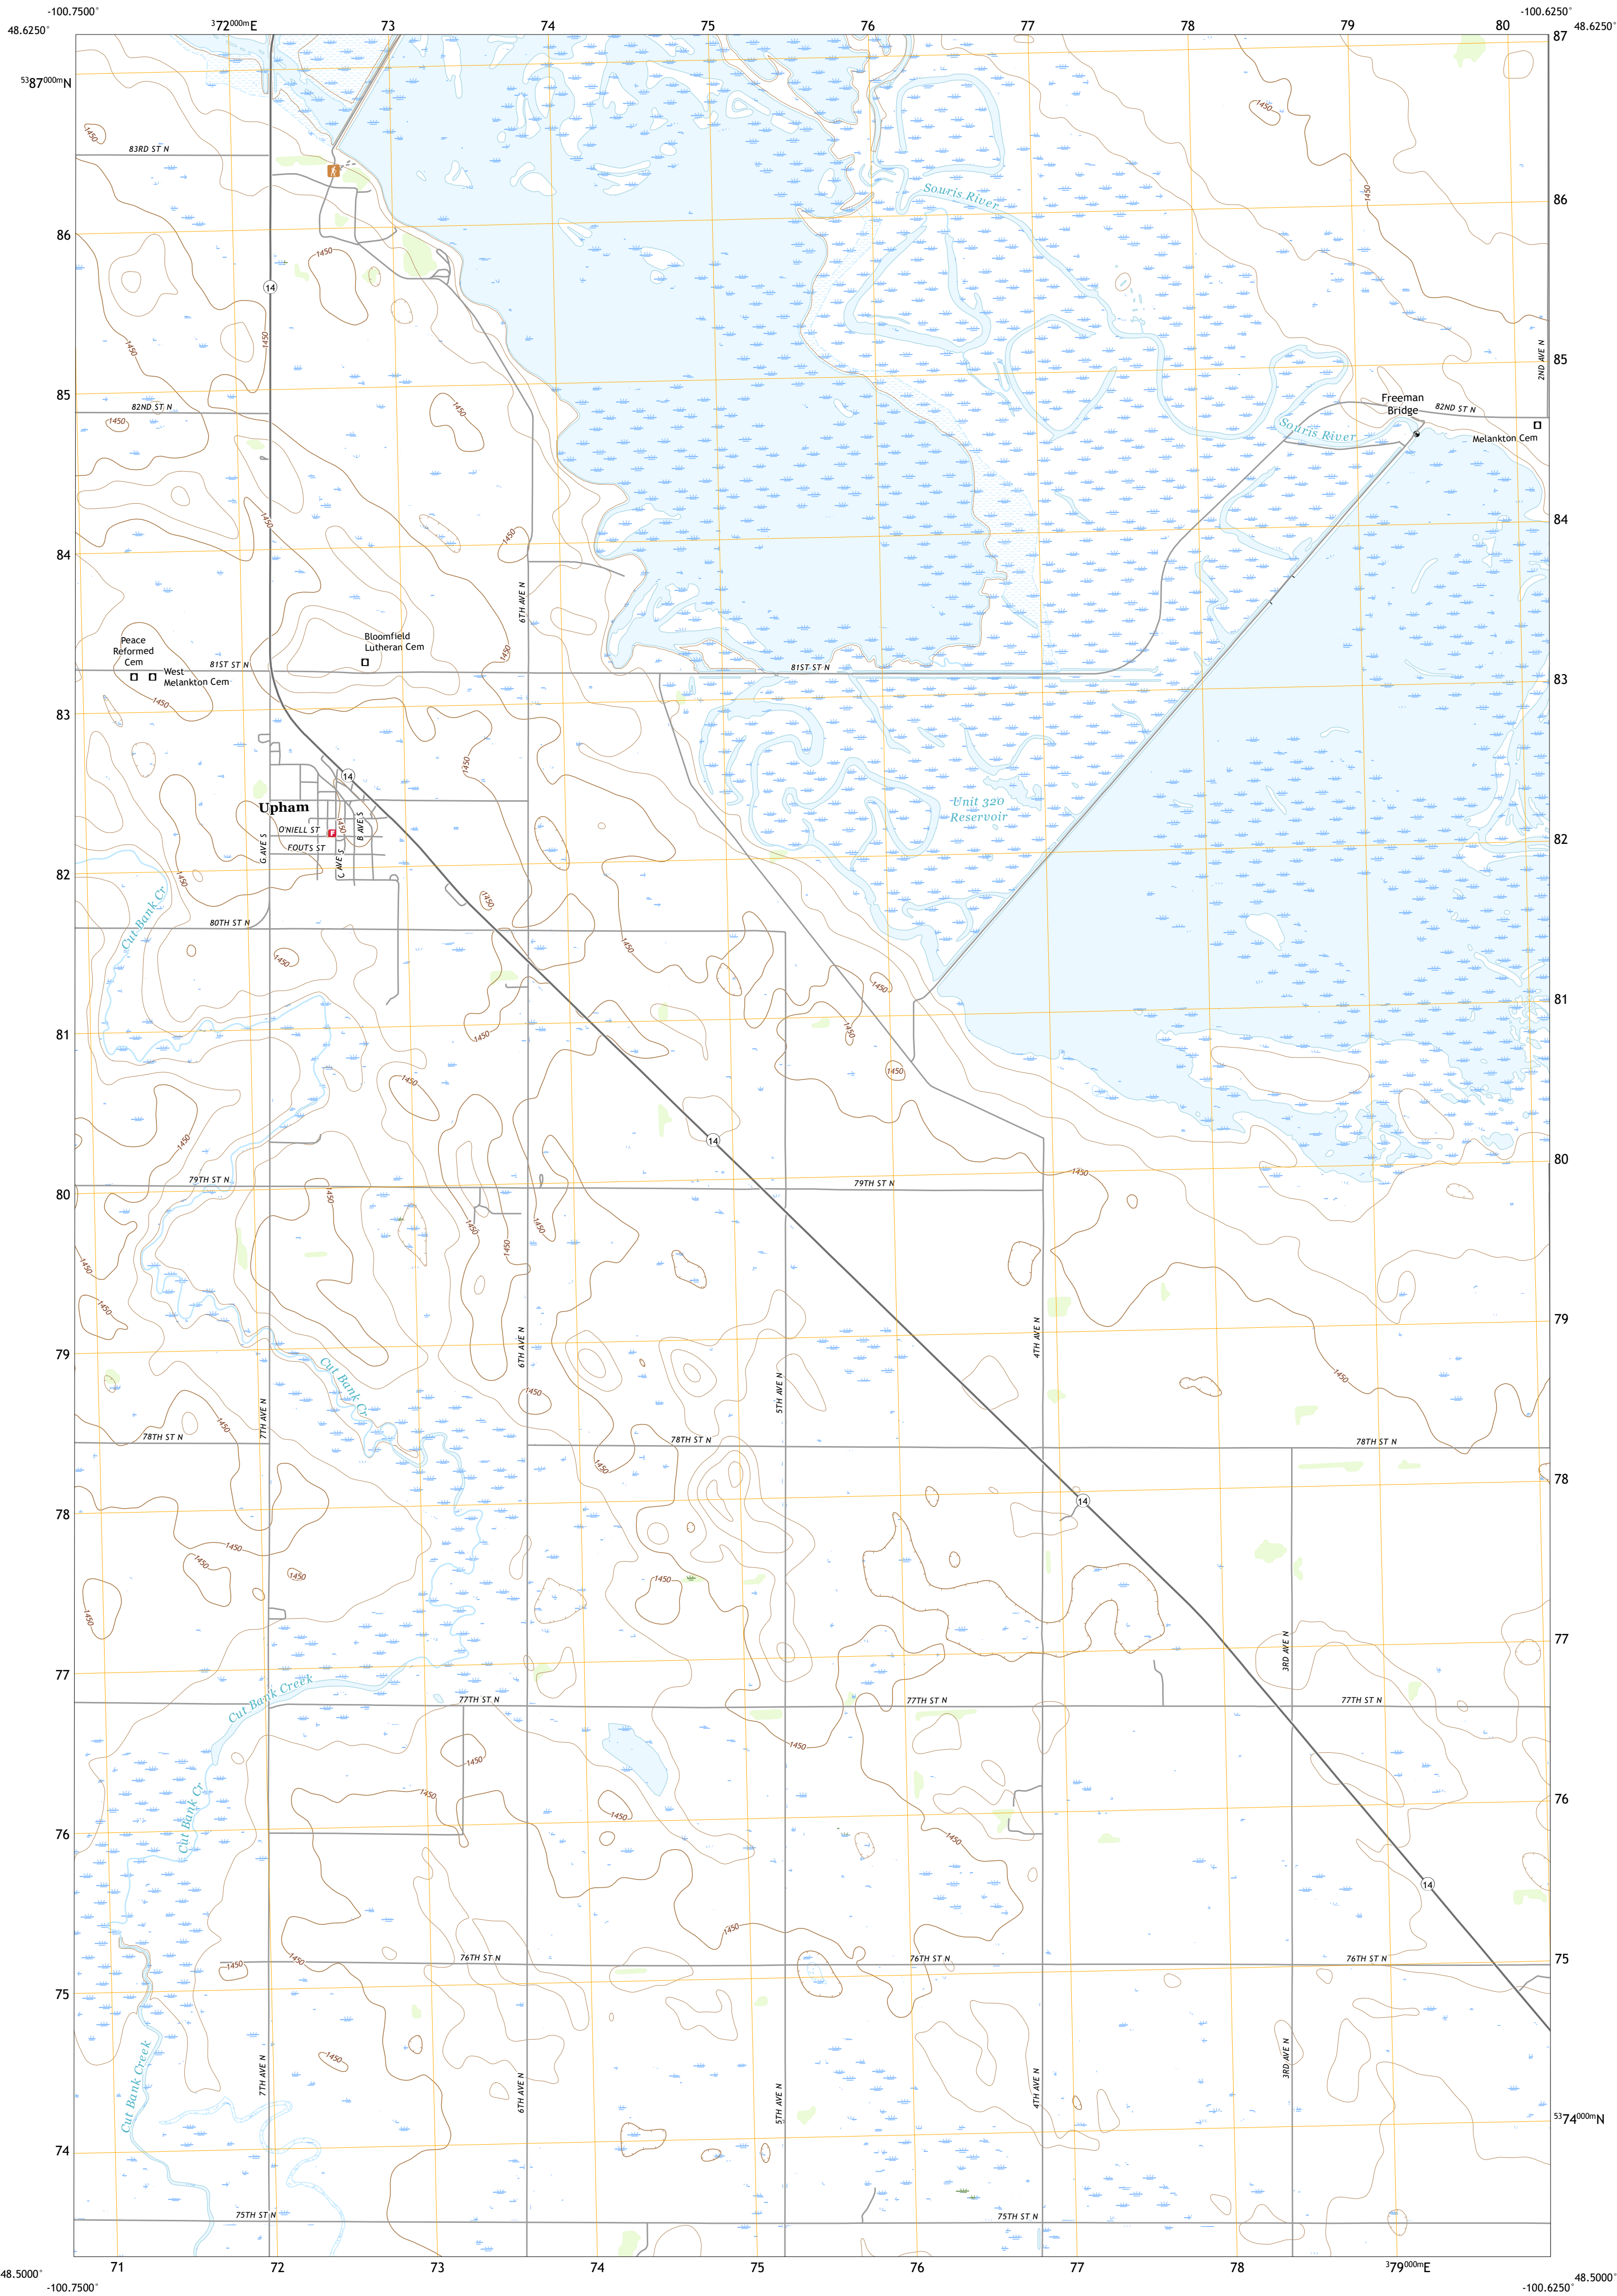 -100.7500°
³72⁰⁰⁰ᵐE
73
74
75
76
77
78
79
80
-100.6250°
48.6250°
87
48.6250°
⁵³87⁰⁰⁰ᵐN
1450
1450
1450
83RD ST N
Souris River
86
86
1450
14
1450
1450
1450
85
85
2ND AVE N
82ND ST N
1450
1450
Freeman
Bridge
82ND ST N
Souris River
Melankton Cem
84
84
1450
1450
6TH AVE N
Peace
Reformed
Cem
Bloomfield
Lutheran Cem
West
Melankton Cem
81ST ST N
81ST ST N
1450
1450
83
83
14
1450
Upham
Unit 320
Reservoir
O'NIELL ST
F
1450
B AVE S
FOUTS ST
G AVE S
C AVE S
82
82
1450
1450
1450
Cut Bank Cr
80TH ST N
1450
1450
1450
81
81
1450
1450
1450
1450
1450
14
80
80
1450
79TH ST N
79TH ST N
1450
1450
1450
1450
1450
1450
79
79
6TH AVE N
4TH AVE N
Cut Bank Cr
1450
1450
5TH AVE N
1450
7TH AVE N
78TH ST N
78TH ST N
78TH ST N
1450
78
78
14
1450
1450
1450
1450
1450
77
77
3RD AVE N
Cut Bank Creek
77TH ST N
77TH ST N
77TH ST N
1450
1450
76
76
Cut Bank Cr
1450
1450
1450
14
1450
76TH ST N
76TH ST N
76TH ST N
1450
1450
75
75
Cut Bank Creek
1450
7TH AVE N
6TH AVE N
5TH AVE N
4TH AVE N
3RD AVE N
74
⁵³74⁰⁰⁰ᵐN
75TH ST N
75TH ST N
48.5000°
71
72
73
74
75
76
77
78
³79⁰⁰⁰ᵐE
48.5000°
-100.7500°
-100.6250°